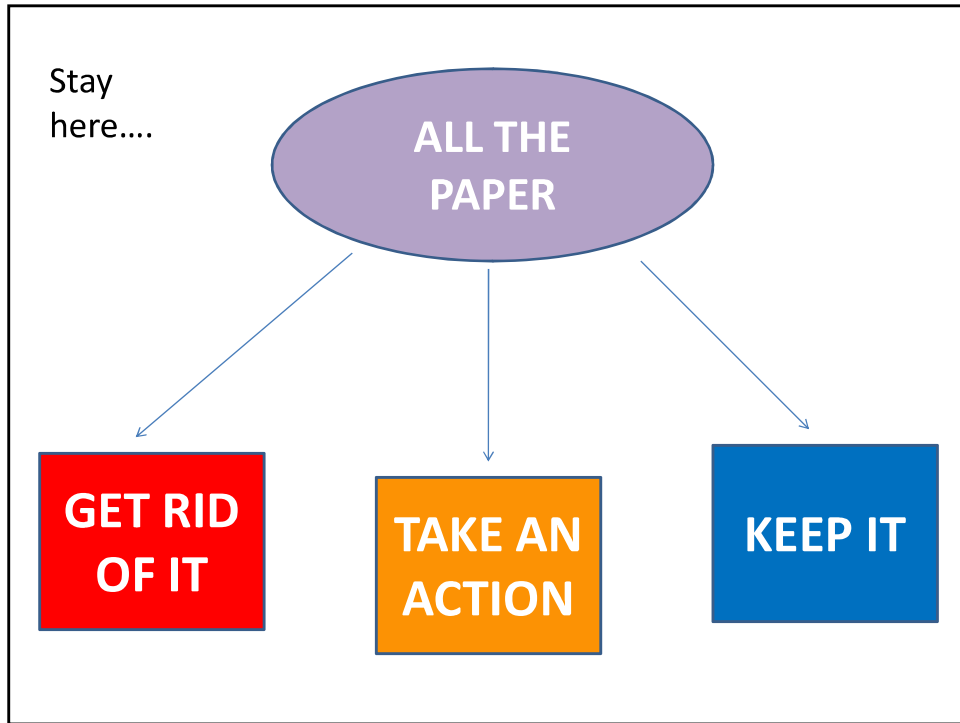 Stay
here....
ALL THE
PAPER
GET RID
OF IT
TAKE AN
ACTION
KEEP IT